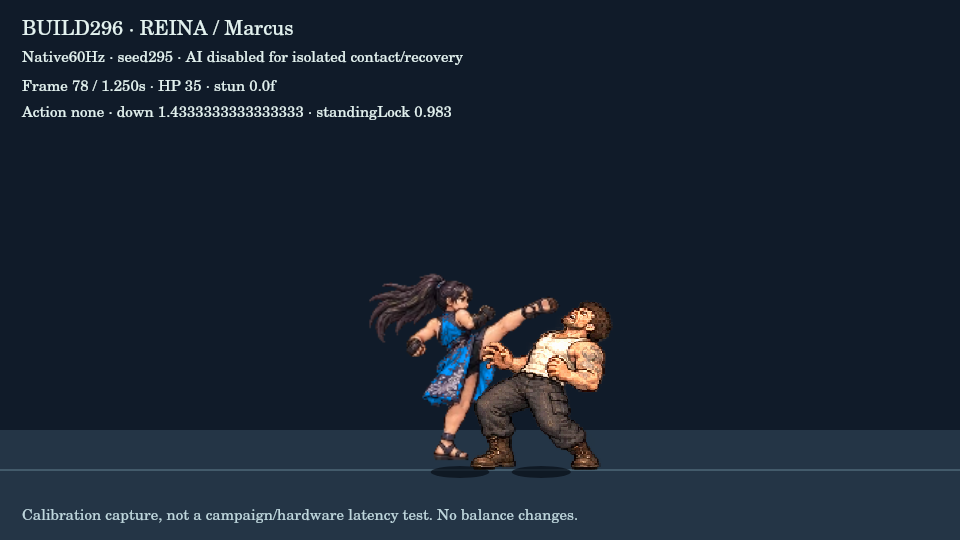 BUILD296 · REINA / Marcus
Native60Hz · seed295 · AI disabled for isolated contact/recovery
Frame 78 / 1.250s · HP 35 · stun 0.0f
Action none · down 1.4333333333333333 · standingLock 0.983
Calibration capture, not a campaign/hardware latency test. No balance changes.